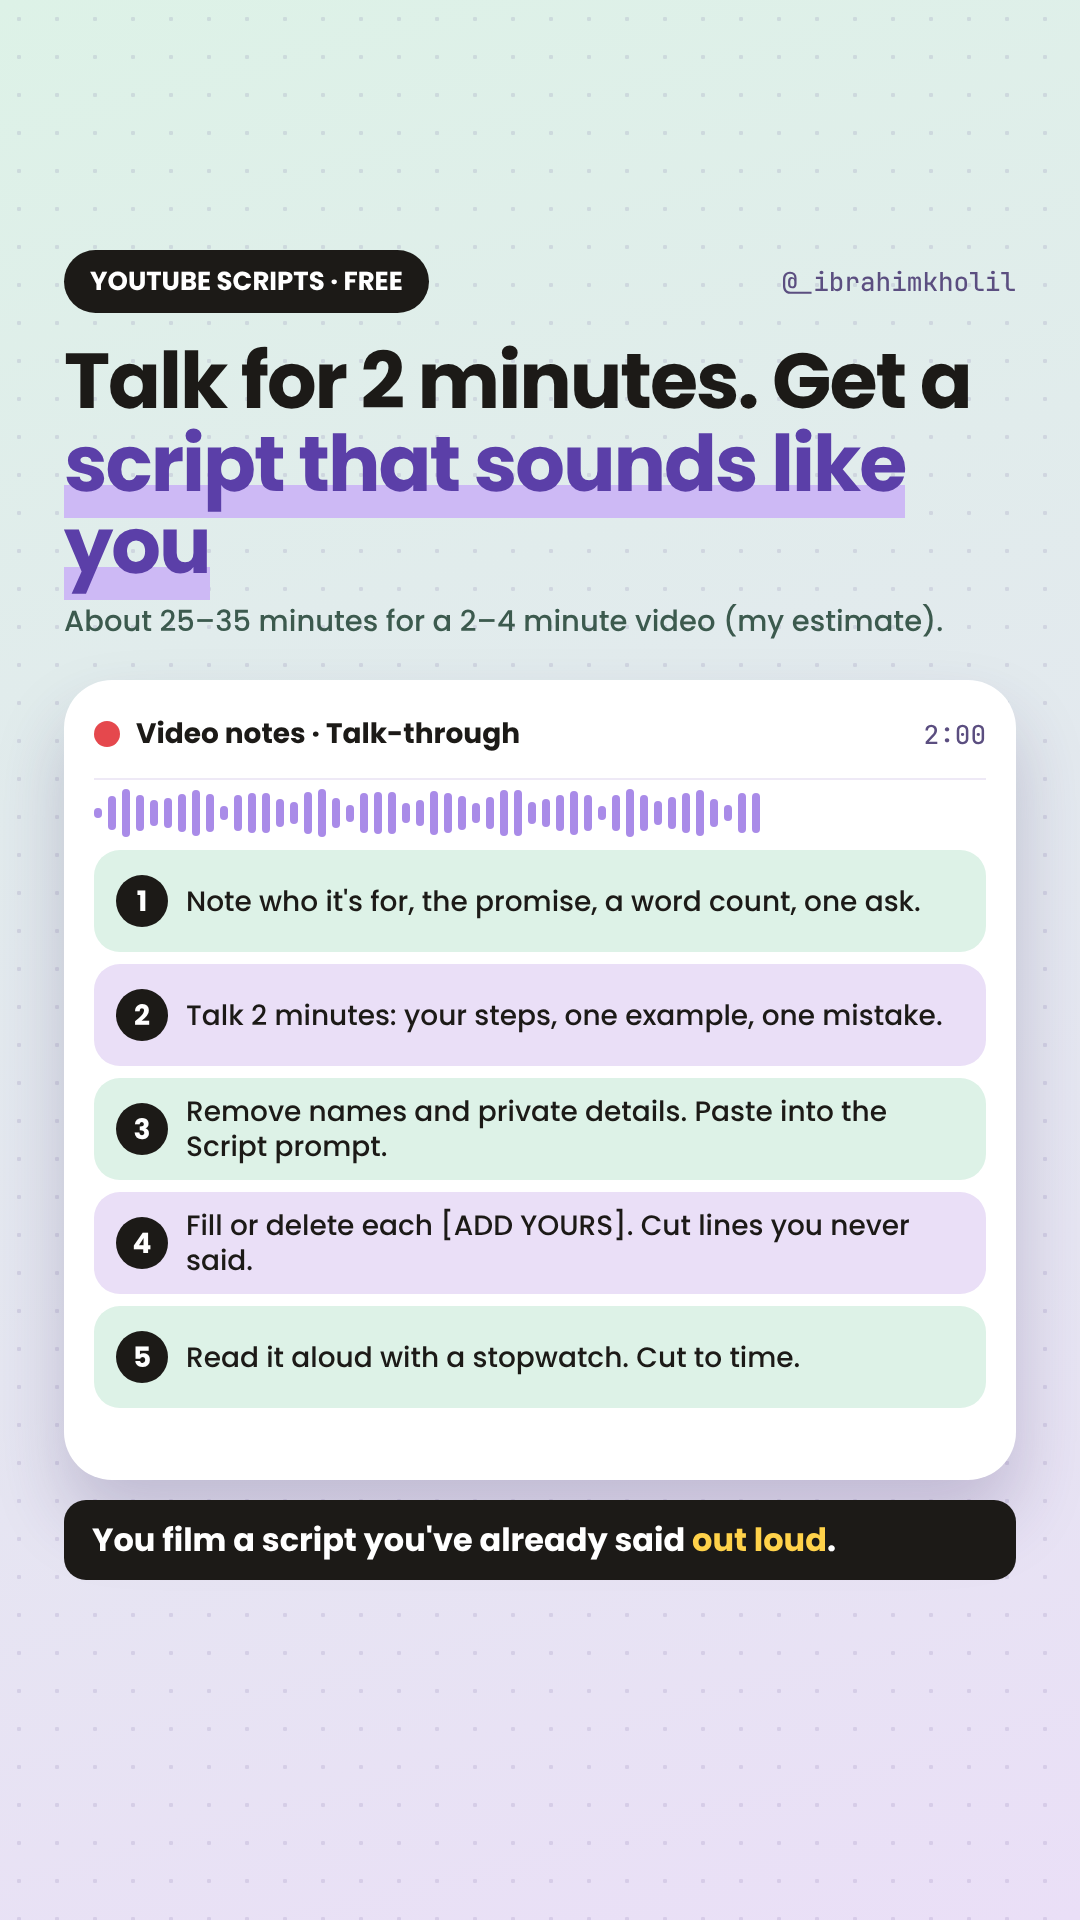 YOUTUBE SCRIPTS · FREE
@_ibrahimkholil
Talk for 2 minutes. Get a
script that sounds like
you
About 25–35 minutes for a 2–4 minute video (my estimate).
Video notes · Talk-through
2:00
1
Note who it's for, the promise, a word count, one ask.
2
Talk 2 minutes: your steps, one example, one mistake.
3
Remove names and private details. Paste into the
Script prompt.
4
Fill or delete each [ADD YOURS]. Cut lines you never
said.
5
Read it aloud with a stopwatch. Cut to time.
You film a script you've already said out loud.